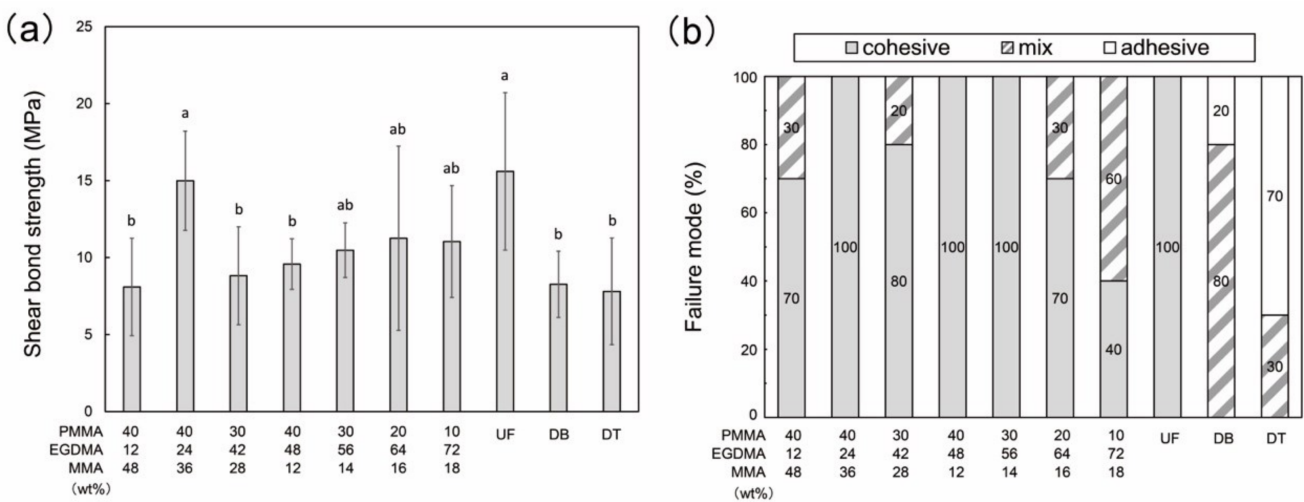 (a)
Shear bond strength (MPa)
25
20
15
10
5
0
b
a
b
b
ab
ab
ab
a
b
b
PMMA 40 40 30 40 30 20 10 UF DB DT
EGDMA 12 24 42 48 56 64 72
MMA 48 36 28 12 14 16 18
(wt%)
(b)
cohesive mix adhesive
Failure mode (%)
100
80
60
40
20
0
30
70
100
20
80
100
100
30
70
60
40
100
20
80
70
30
PMMA 40 40 30 40 30 20 10 UF DB DT
EGDMA 12 24 42 48 56 64 72
MMA 48 36 28 12 14 16 18
(wt%)